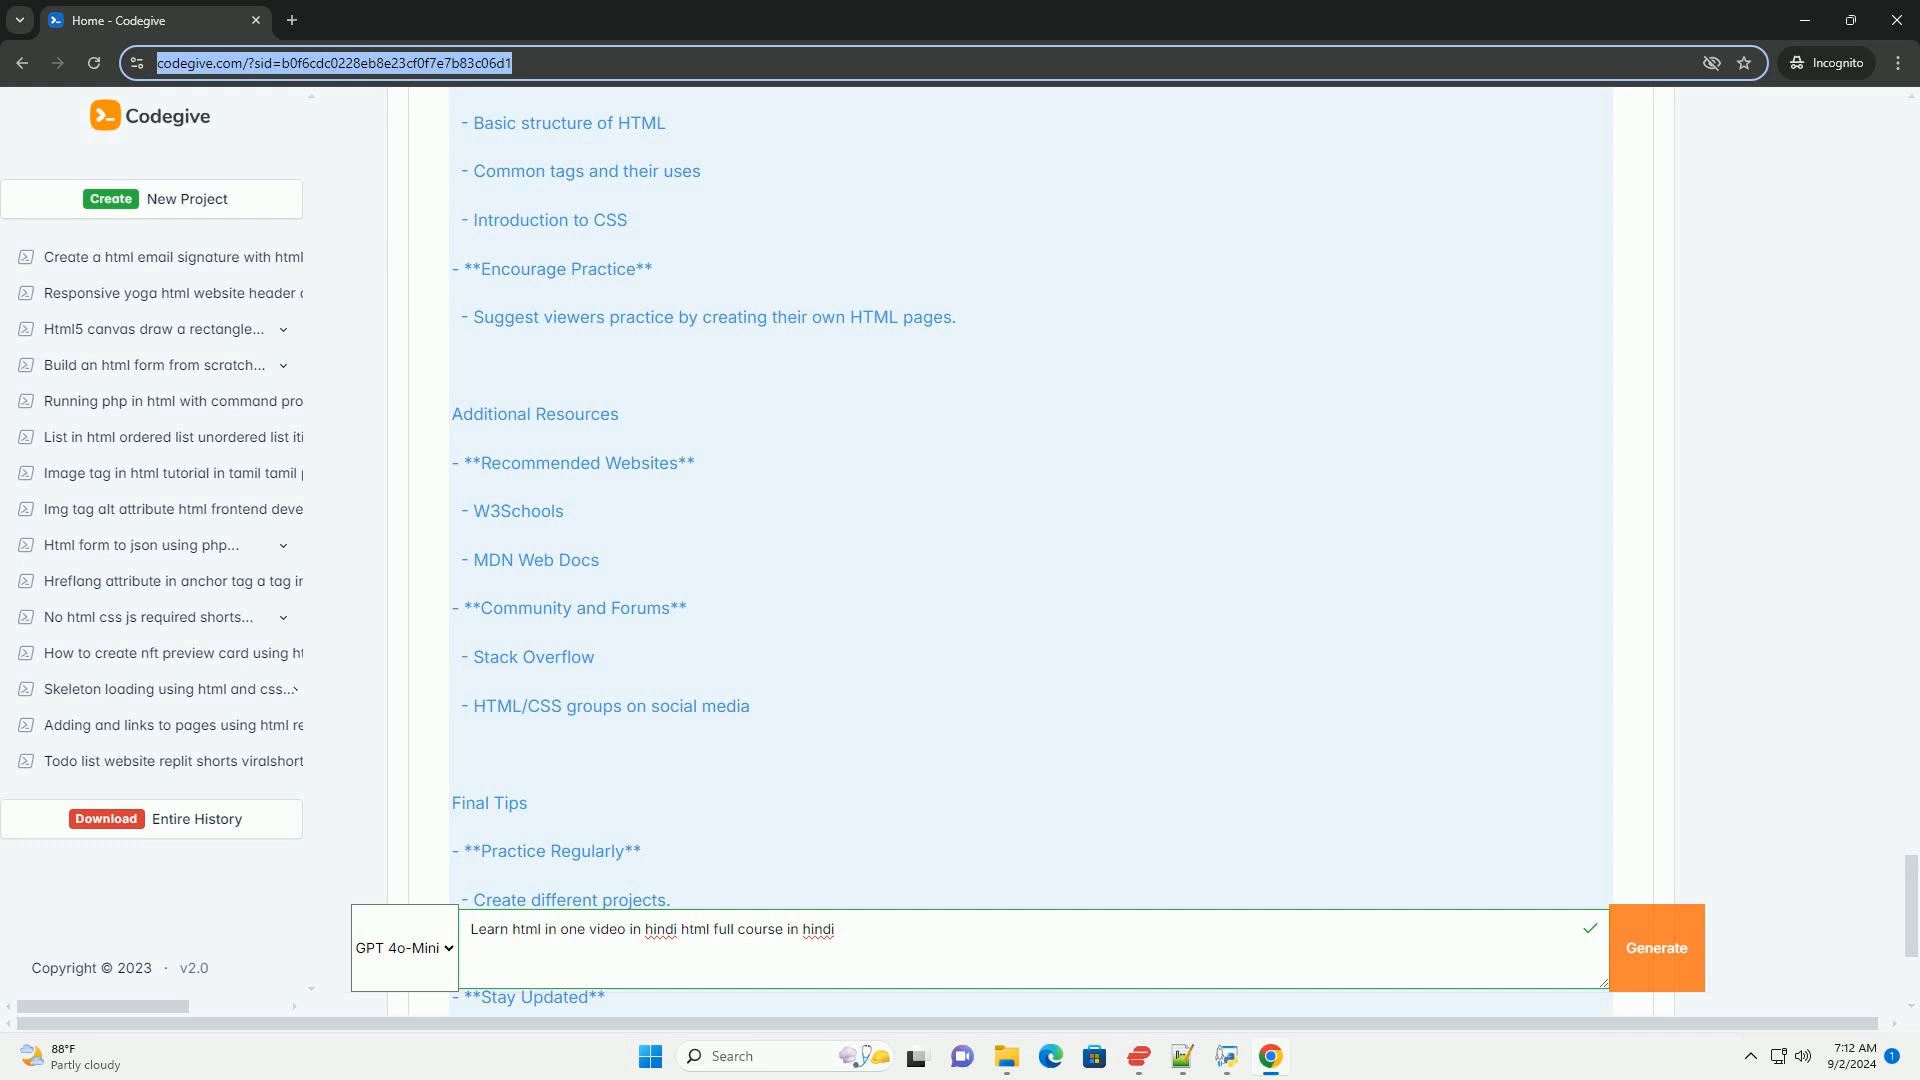 Home - Codegive
codegive.com/?sid=b0f6cdc0228eb8e23cf0f7e7b83c06d1
Incognito
Codegive
Create New Project
Create a html email signature with html
Responsive yoga html website header
Html5 canvas draw a rectangle...
Build an html form from scratch...
Running php in html with command pro
List in html ordered list unordered list iti
Image tag in html tutorial in tamil tamil
Img tag alt attribute html frontend deve
Html form to json using php...
Hreflang attribute in anchor tag a tag in
No html css js required shorts...
How to create nft preview card using ht
Skeleton loading using html and css...
Adding and links to pages using html re
Todo list website replit shorts viralshort
Download Entire History
Copyright © 2023 · v2.0
- Basic structure of HTML
- Common tags and their uses
- Introduction to CSS
- **Encourage Practice**
- Suggest viewers practice by creating their own HTML pages.
Additional Resources
- **Recommended Websites**
- W3Schools
- MDN Web Docs
- **Community and Forums**
- Stack Overflow
- HTML/CSS groups on social media
Final Tips
- **Practice Regularly**
- Create different projects.
GPT 4o-Mini
Learn html in one video in hindi html full course in hindi
Generate
- **Stay Updated**
88°F
Partly cloudy
Search
7:12 AM
9/2/2024
1